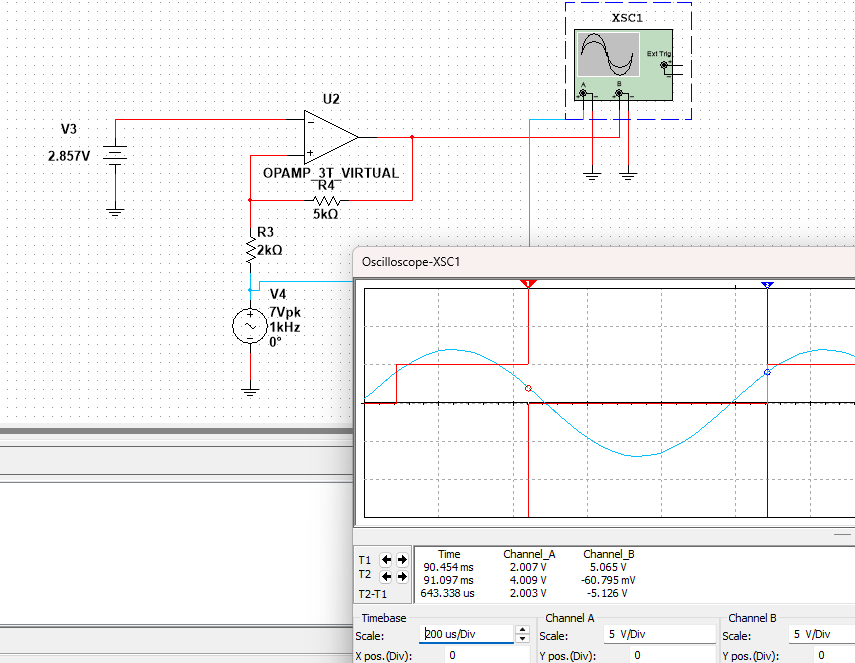 XSC1
Ext Trig
A
B
U2
V3
2.857V
OPAMP_3T_VIRTUAL
R4
5kΩ
R3
2kΩ
V4
7Vpk
1kHz
0°
Oscilloscope-XSC1
1
2
Time Channel_A Channel_B
T1 90.454 ms 2.007 V 5.065 V
T2 91.097 ms 4.009 V -60.795 mV
T2-T1 643.338 us 2.003 V -5.126 V
Timebase Channel A Channel B
Scale: 200 us/Div Scale: 5 V/Div Scale: 5 V/Div
X pos.(Div): 0 Y pos.(Div): 0 Y pos.(Div): 0